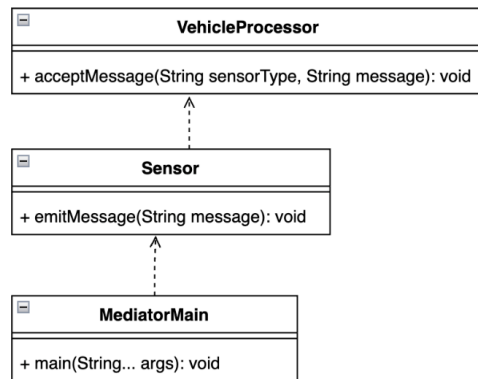 VehicleProcessor
+ acceptMessage(String sensorType, String message): void
Sensor
+ emitMessage(String message): void
MediatorMain
+ main(String... args): void